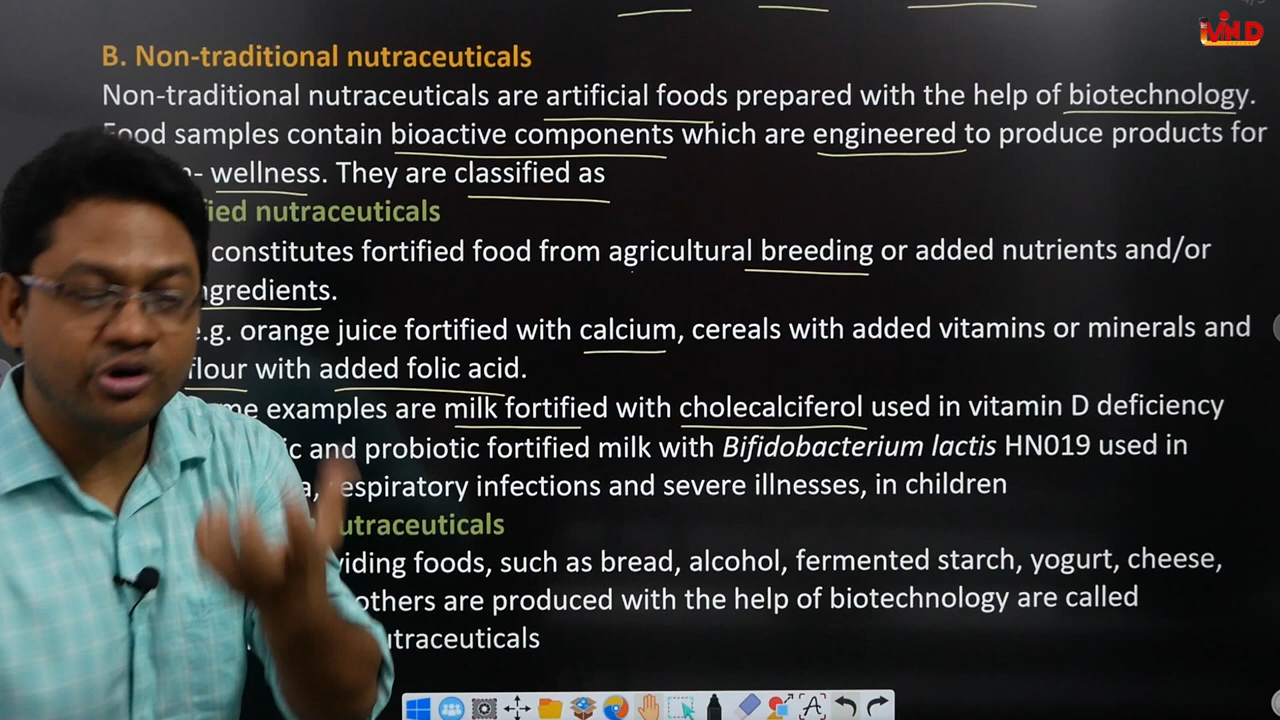 B. Non-traditional nutraceuticals
Non-traditional nutraceuticals are artificial foods prepared with the help of biotechnology.
Food samples contain bioactive components which are engineered to produce products for
wellness. They are classified as
nutraceuticals
constitutes fortified food from agricultural breeding or added nutrients and/or
ngredients.
e.g. orange juice fortified with calcium, cereals with added vitamins or minerals and
flour with added folic acid.
examples are milk fortified with cholecalciferol used in vitamin D deficiency
and probiotic fortified milk with Bifidobacterium lactis HN019 used in
espiratory infections and severe illnesses, in children
utraceuticals
viding foods, such as bread, alcohol, fermented starch, yogurt, cheese,
others are produced with the help of biotechnology are called
utraceuticals